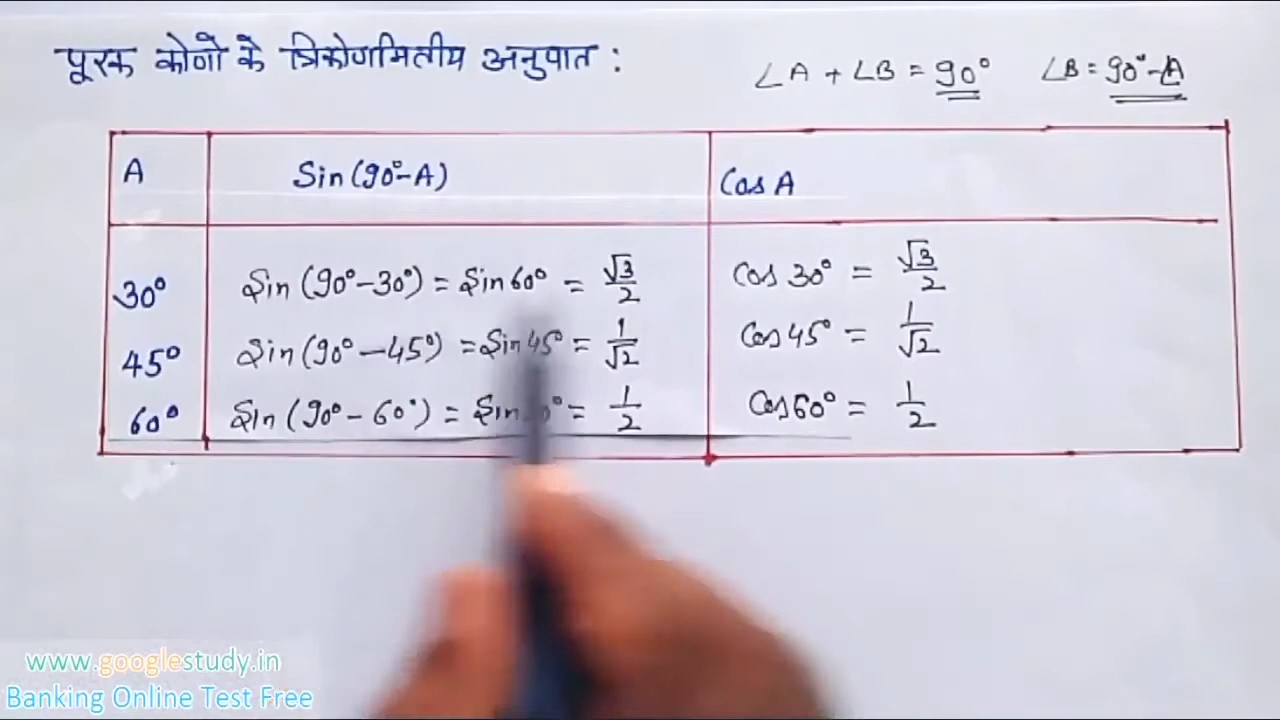 पूरक कोणों के त्रिकोणमितीय अनुपात :
∠A + ∠B = 90° ∠B = 90° - A
A Sin (90°-A) Cos A
30° Sin (90°-30°) = Sin 60° = √3/2 Cos 30° = √3/2
45° Sin (90°-45°) = Sin 45° = 1/√2 Cos 45° = 1/√2
60° Sin (90°-60°) = = 1/2 Cos 60° = 1/2
www.googlestudy.in
Banking Online Test Free